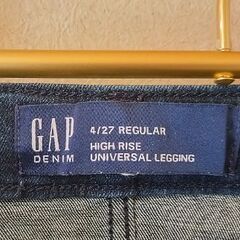 GAP
DENIM
4/27 REGULAR
HIGH RISE
UNIVERSAL LEGGING